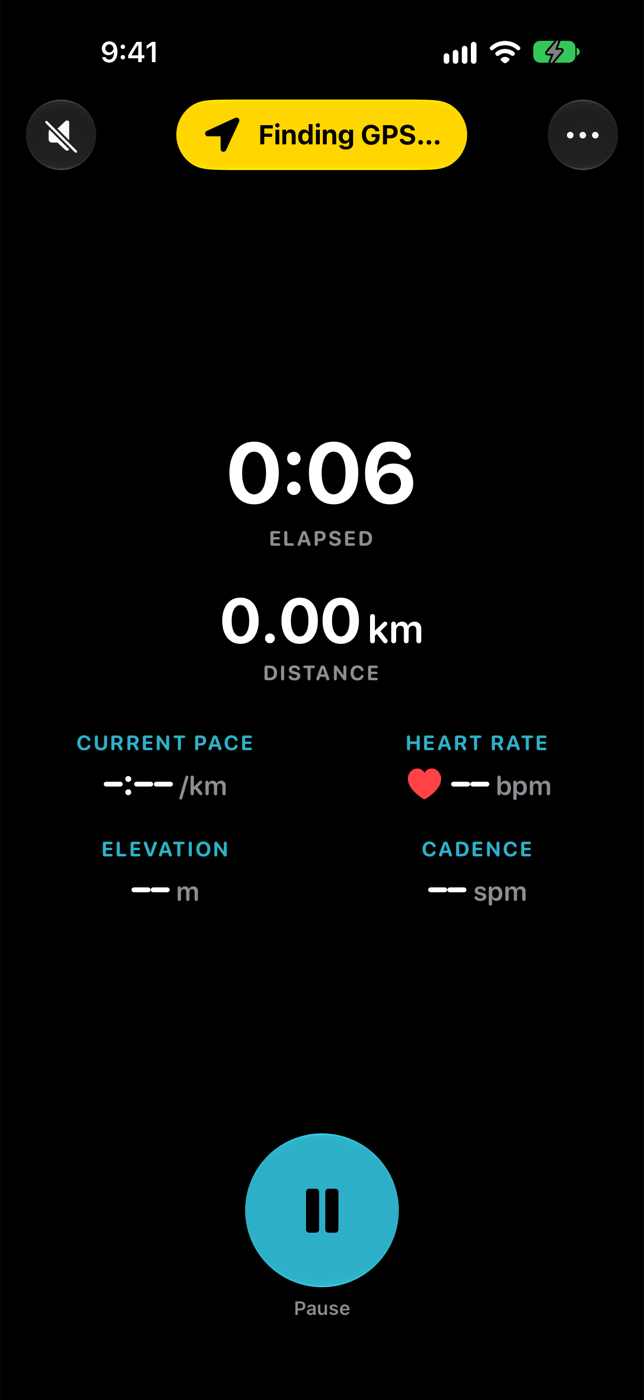 9:41
Finding GPS...
0:06
ELAPSED
0.00 km
DISTANCE
CURRENT PACE
–:–– /km
HEART RATE
–– bpm
ELEVATION
–– m
CADENCE
–– spm
Pause